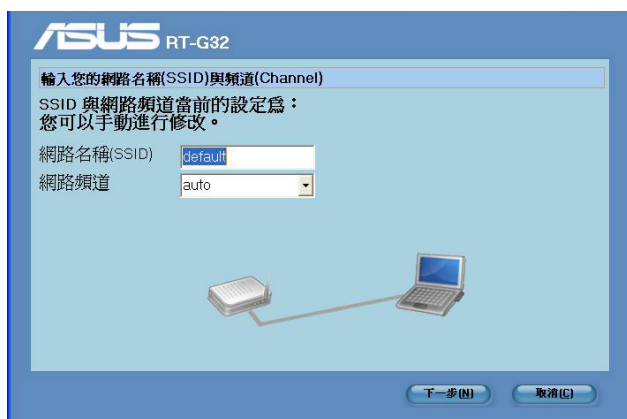 ASUS RT-G32
輸入您的網路名稱(SSID)與頻道(Channel)
SSID 與網路頻道當前的設定為：
您可以手動進行修改。
網路名稱(SSID) default
網路頻道 auto
下一步(N) 取消(C)